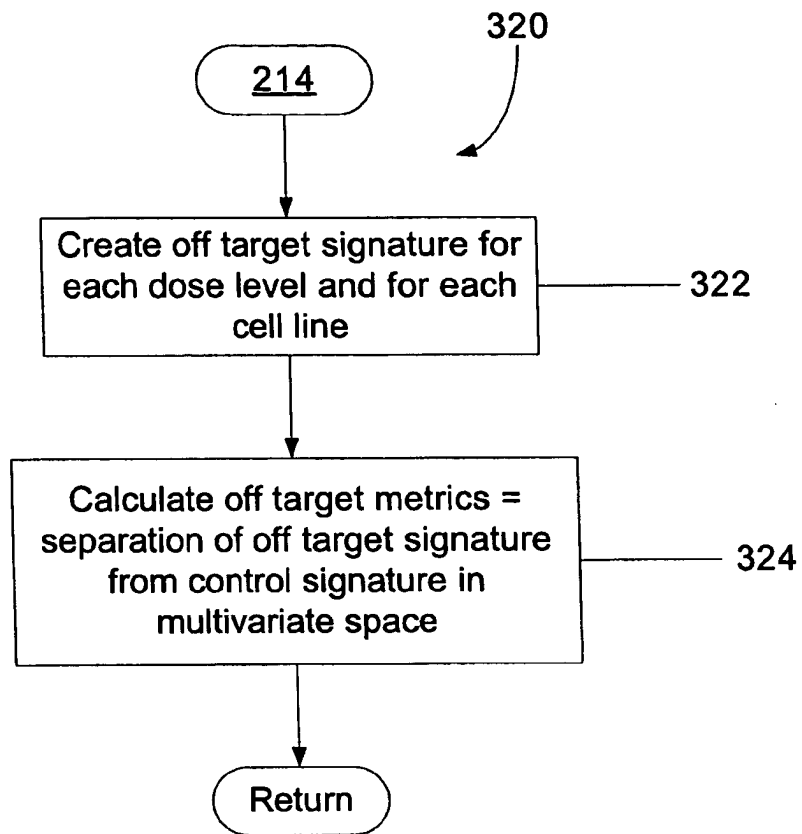 320
214
Create off target signature for
each dose level and for each
cell line
322
Calculate off target metrics =
separation of off target signature
from control signature in
multivariate space
324
Return